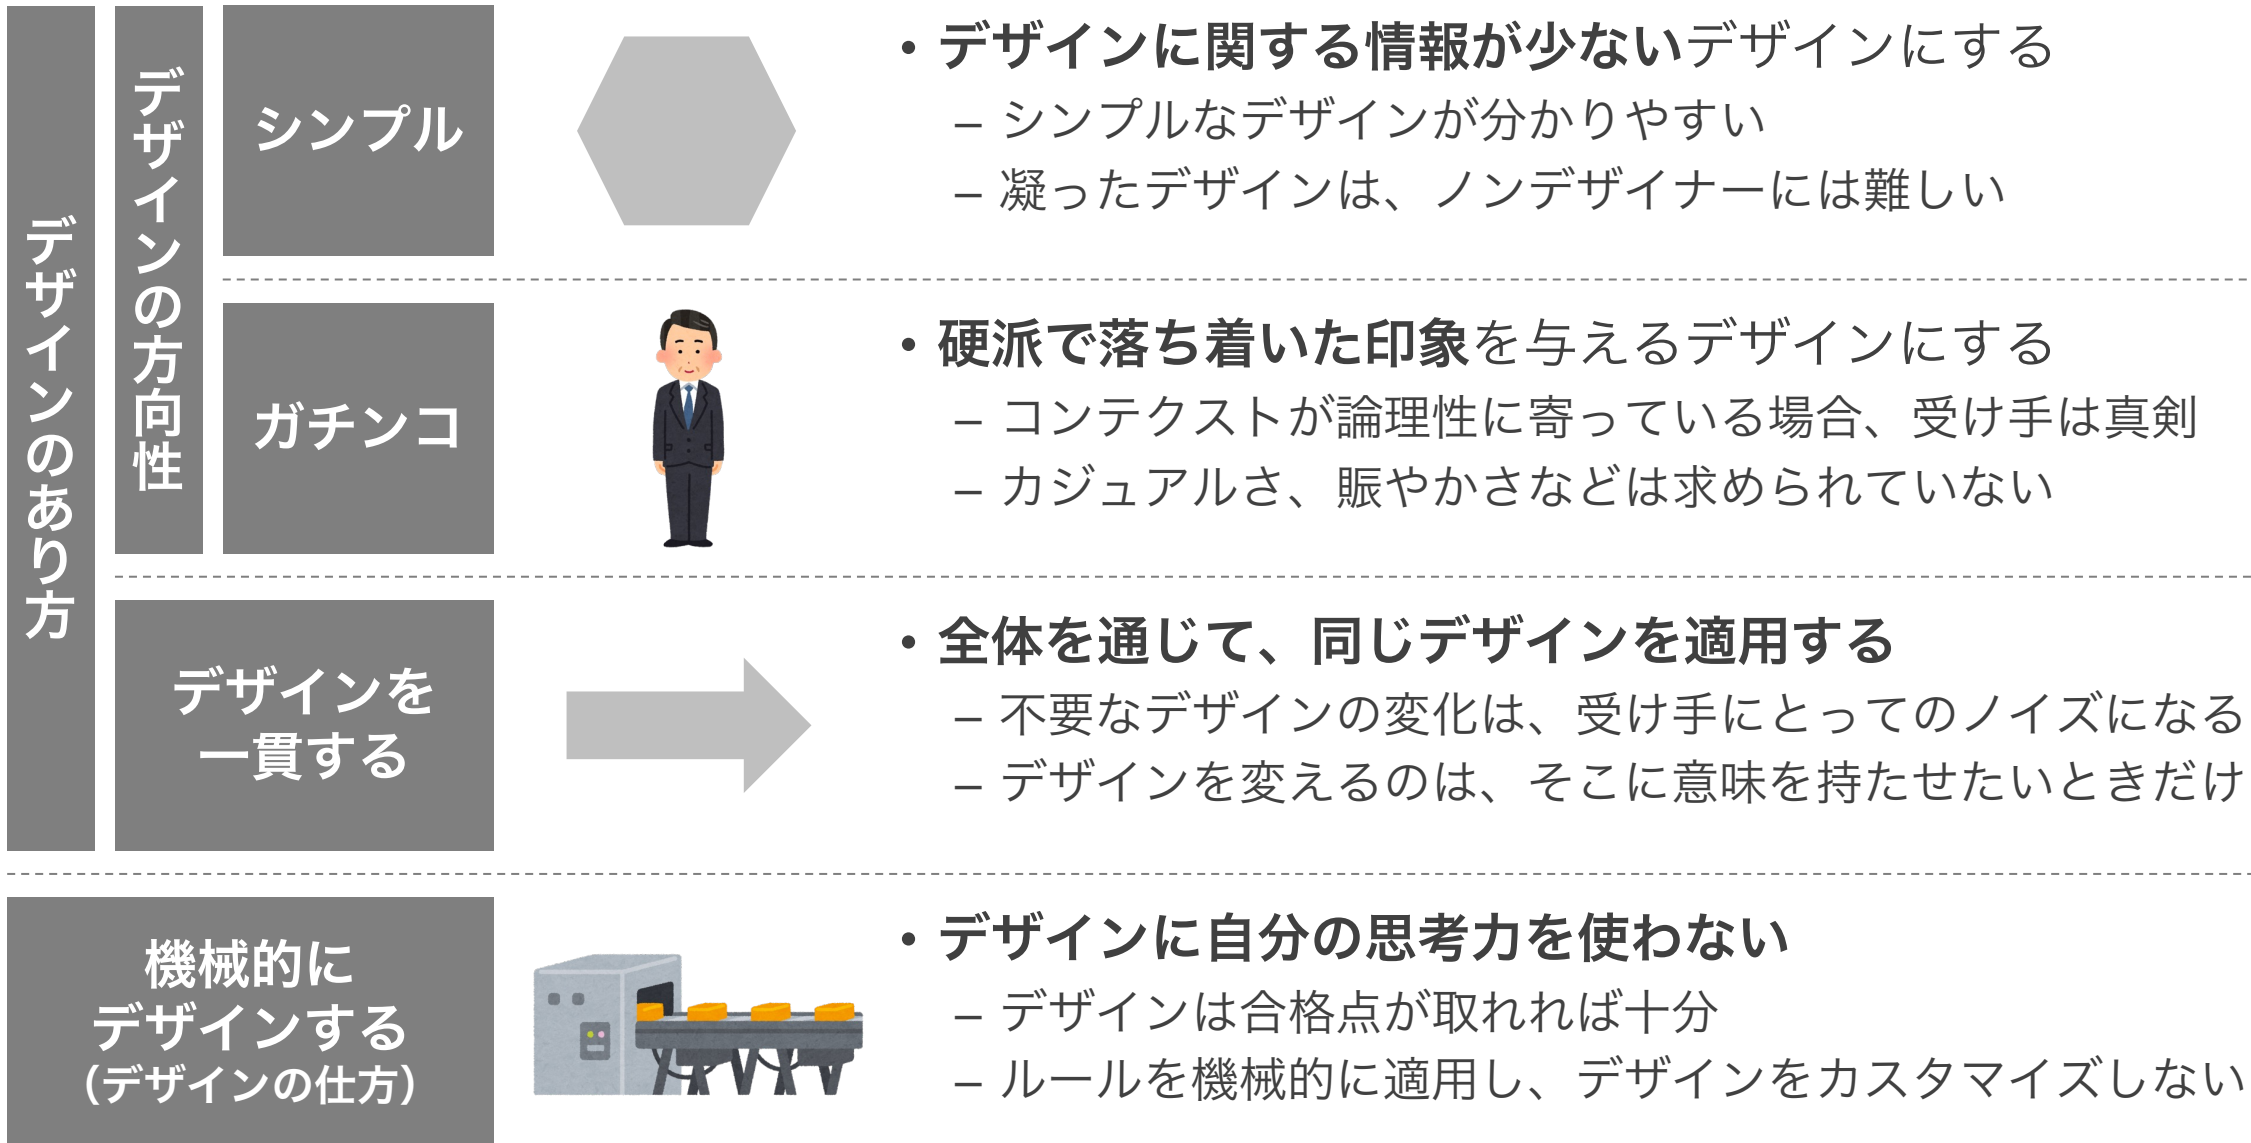 デザインのあり方
デザインの方向性
シンプル
• デザインに関する情報が少ないデザインにする
– シンプルなデザインが分かりやすい
– 凝ったデザインは、ノンデザイナーには難しい
ガチンコ
• 硬派で落ち着いた印象を与えるデザインにする
– コンテクストが論理性に寄っている場合、受け手は真剣
– カジュアルさ、賑やかさなどは求められていない
デザインを
一貫する
• 全体を通じて、同じデザインを適用する
– 不要なデザインの変化は、受け手にとってのノイズになる
– デザインを変えるのは、そこに意味を持たせたいときだけ
機械的に
デザインする
（デザインの仕方）
• デザインに自分の思考力を使わない
– デザインは合格点が取れれば十分
– ルールを機械的に適用し、デザインをカスタマイズしない